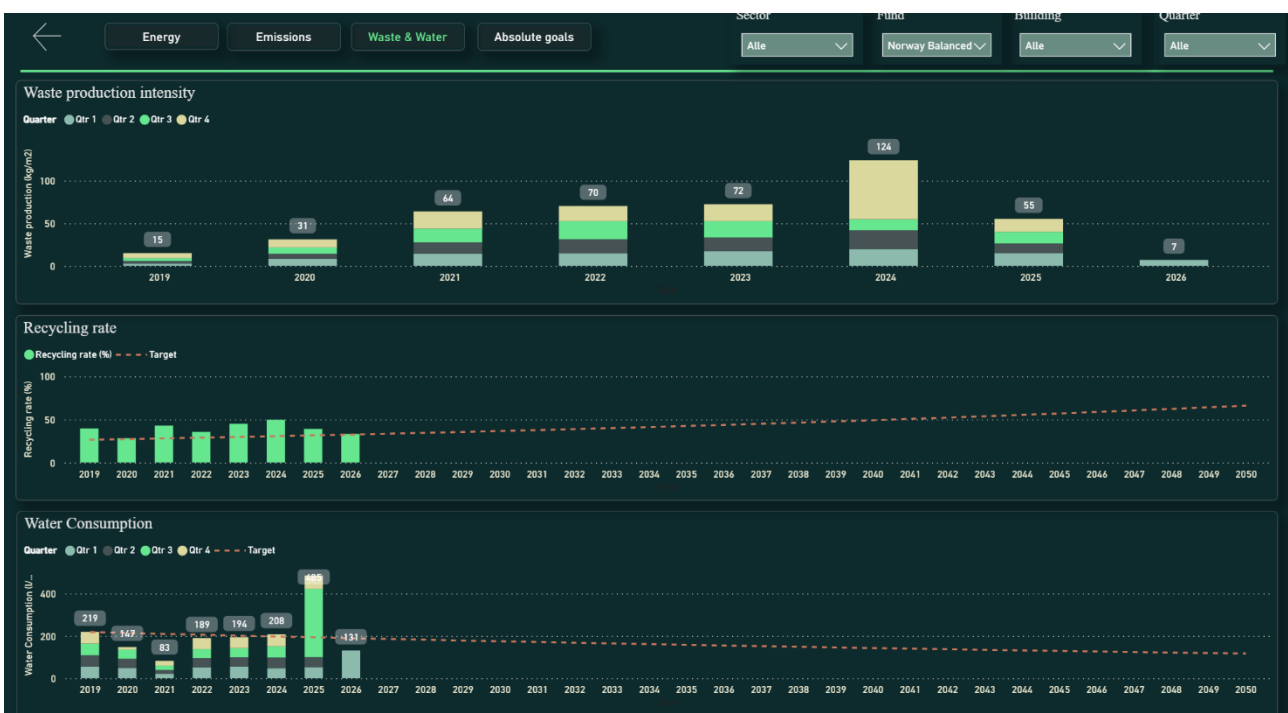 Sector Fund Building Quarter
Energy Emissions Waste & Water Absolute goals
Alle Norway Balanced Alle Alle
Waste production intensity
Quarter Qtr 1 Qtr 2 Qtr 3 Qtr 4
Waste production (kg/m2)
100
50
0
15
31
64
70
72
124
55
7
2019 2020 2021 2022 2023 2024 2025 2026
Recycling rate
Recycling rate (%) Target
Recycling rate (%)
100
50
0
2019 2020 2021 2022 2023 2024 2025 2026 2027 2028 2029 2030 2031 2032 2033 2034 2035 2036 2037 2038 2039 2040 2041 2042 2043 2044 2045 2046 2047 2048 2049 2050
Water Consumption
Quarter Qtr 1 Qtr 2 Qtr 3 Qtr 4 Target
Water Consumption (l/...
400
200
0
219
147
83
189
194
208
485
131
2019 2020 2021 2022 2023 2024 2025 2026 2027 2028 2029 2030 2031 2032 2033 2034 2035 2036 2037 2038 2039 2040 2041 2042 2043 2044 2045 2046 2047 2048 2049 2050